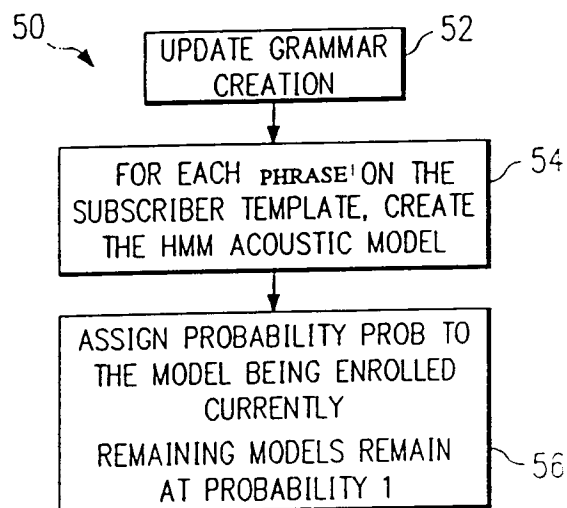 50
52
UPDATE GRAMMAR
CREATION
54
FOR EACH PHRASE' ON THE
SUBSCRIBER TEMPLATE, CREATE
THE HMM ACOUSTIC MODEL
ASSIGN PROBABILITY PROB TO
THE MODEL BEING ENROLLED
CURRENTLY
REMAINING MODELS REMAIN
AT PROBABILITY 1
56